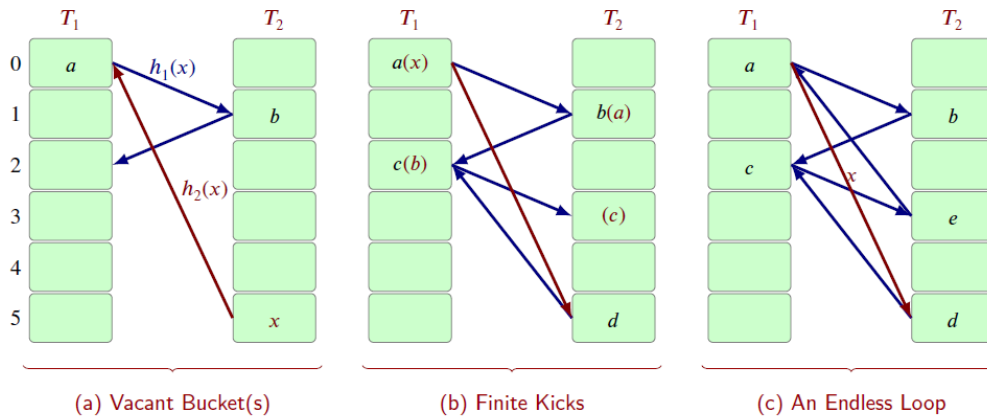 T₁ T₂ T₁ T₂ T₁ T₂
0 a h₁(x) a(x) a
1 b b(a) b
2 c(b) c
h₂(x) x
3 (c) e
4
5 x d d
(a) Vacant Bucket(s) (b) Finite Kicks (c) An Endless Loop